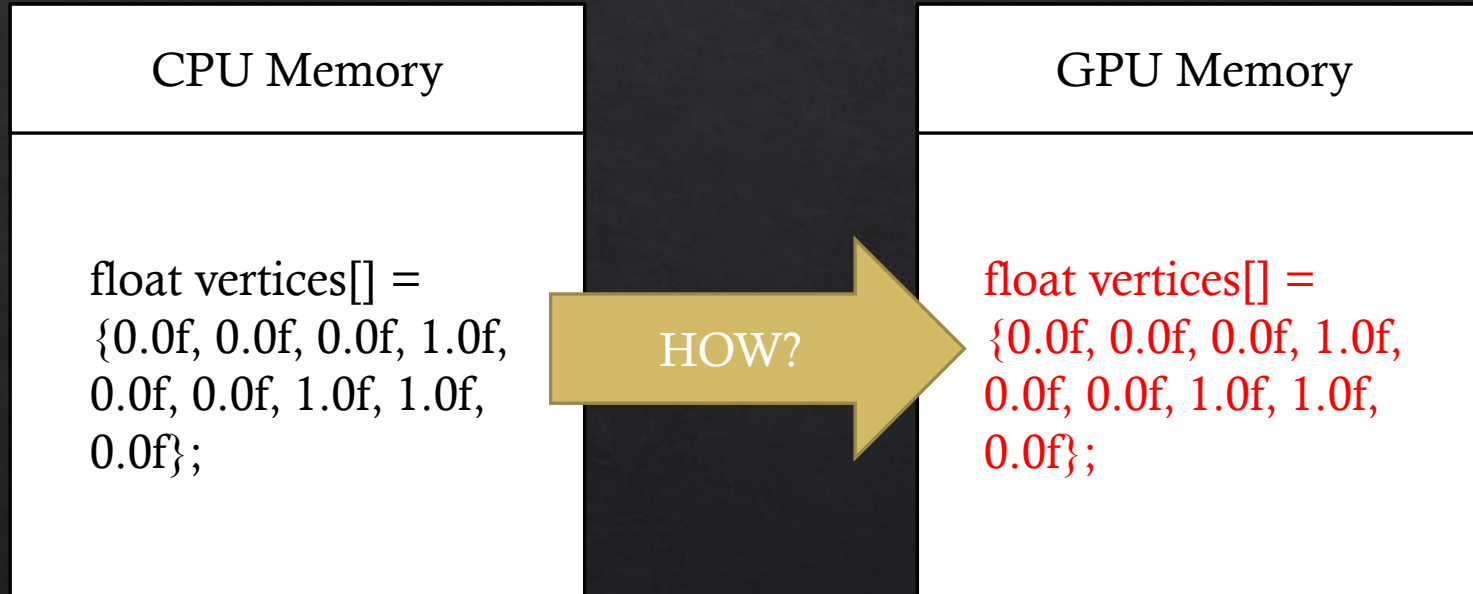 CPU Memory
float vertices[] =
{0.0f, 0.0f, 0.0f, 1.0f,
0.0f, 0.0f, 1.0f, 1.0f,
0.0f};
HOW?
GPU Memory
float vertices[] =
{0.0f, 0.0f, 0.0f, 1.0f,
0.0f, 0.0f, 1.0f, 1.0f,
0.0f};